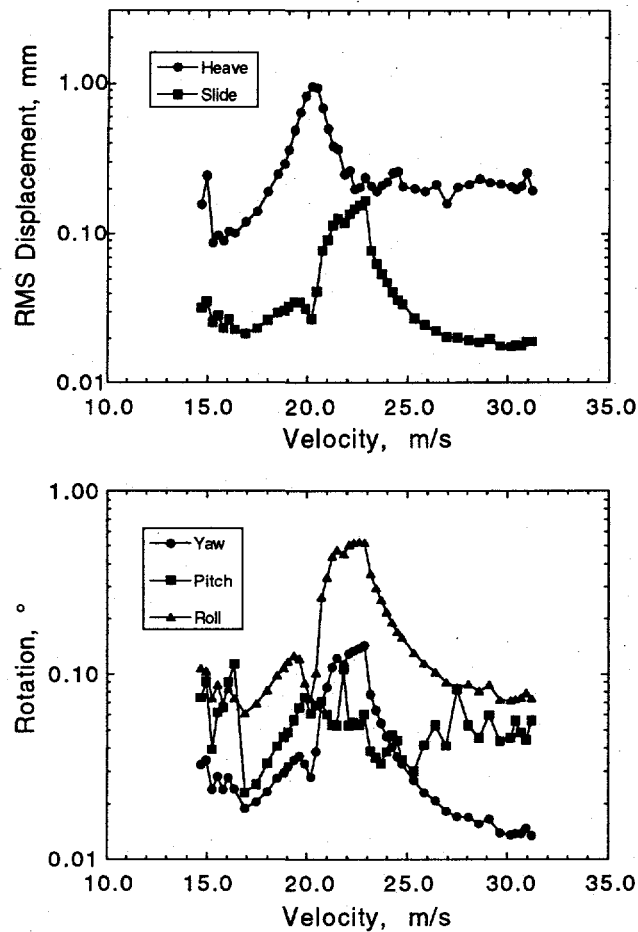 RMS Displacement, mm
1.00
0.10
0.01
Heave
Slide
10.0 15.0 20.0 25.0 30.0 35.0
Velocity, m/s
Rotation, °
1.00
0.10
0.01
Yaw
Pitch
Roll
10.0 15.0 20.0 25.0 30.0 35.0
Velocity, m/s